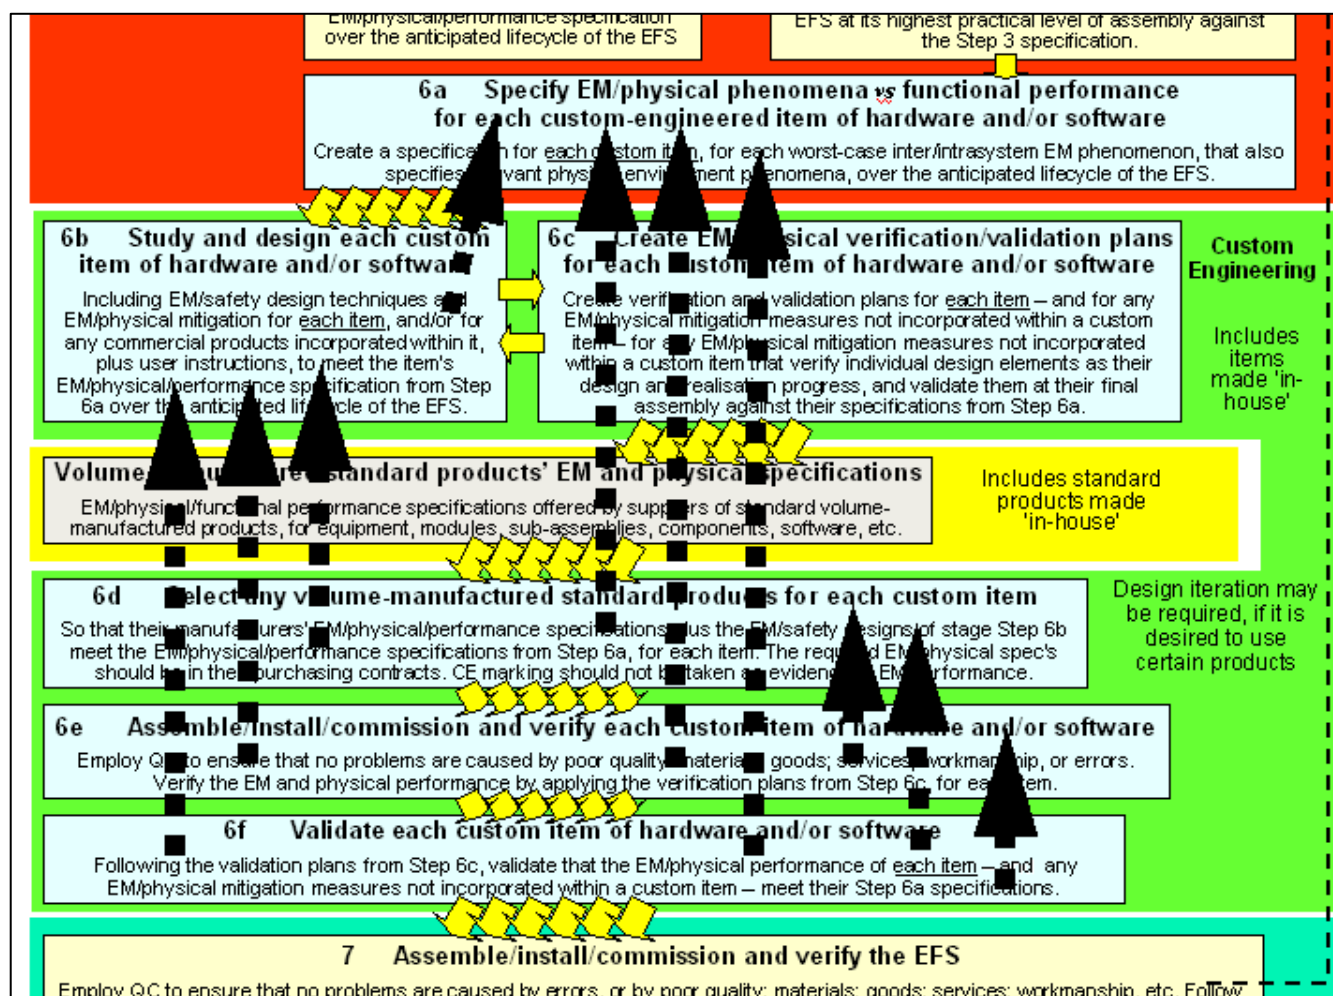 EM/physical/performance specification
over the anticipated lifecycle of the EFS
EFS at its highest practical level of assembly against
the Step 3 specification.
6a Specify EM/physical phenomena vs functional performance
for each custom-engineered item of hardware and/or software
Create a specification for each custom item, for each worst-case inter/intrasystem EM phenomenon, that also
specifies relevant physical environment phenomena, over the anticipated lifecycle of the EFS.
6b Study and design each custom
item of hardware and/or software
Including EM/safety design techniques and
EM/physical mitigation for each item, and/or for
any commercial products incorporated within it,
plus user instructions, to meet the item's
EM/physical/performance specification from Step
6a over the anticipated lifecycle of the EFS.
6c Create EM/physical verification/validation plans
for each custom item of hardware and/or software
Create verification and validation plans for each item – and for any
EM/physical mitigation measures not incorporated within a custom
item – for any EM/physical mitigation measures not incorporated
within a custom item that verify individual design elements as their
design and realisation progress, and validate them at their final
assembly against their specifications from Step 6a.
Custom
Engineering
Includes
items
made 'in-
house'
Volume manufactured standard products' EM and physical specifications
EM/physical/functional performance specifications offered by suppliers of standard volume-
manufactured products, for equipment, modules, sub-assemblies, components, software, etc.
Includes standard
products made
'in-house'
6d Select any volume-manufactured standard products for each custom item
So that their manufacturers' EM/physical/performance specifications, plus the EM/safety designs of stage Step 6b
meet the EM/physical/performance specifications from Step 6a, for each item. The required EM/physical spec's
should be in the purchasing contracts. CE marking should not be taken as evidence of EM performance.
Design iteration may
be required, if it is
desired to use
certain products
6e Assemble/install/commission and verify each custom item of hardware and/or software
Employ QC to ensure that no problems are caused by poor quality materials; goods; services; workmanship, or errors.
Verify the EM and physical performance by applying the verification plans from Step 6c, for each item.
6f Validate each custom item of hardware and/or software
Following the validation plans from Step 6c, validate that the EM/physical performance of each item – and any
EM/physical mitigation measures not incorporated within a custom item – meet their Step 6a specifications.
7 Assemble/install/commission and verify the EFS
Employ QC to ensure that no problems are caused by errors, or by poor quality: materials; goods; services; workmanship, etc. Follow